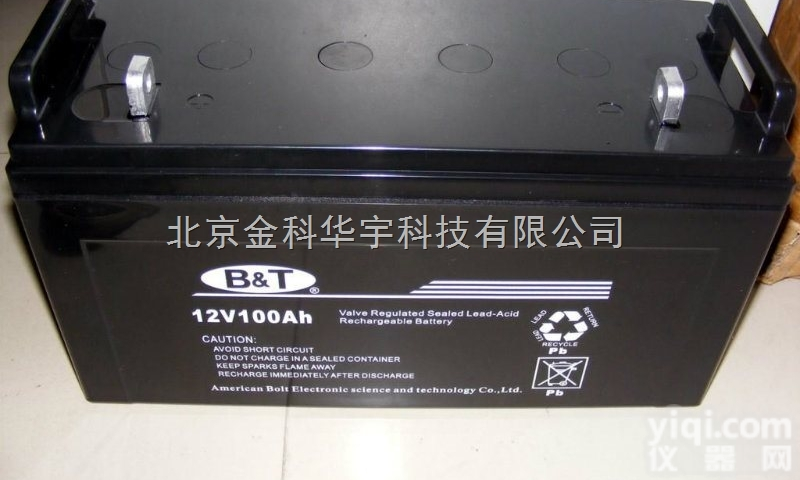 北京金科华宇科技有限公司
B&T ®
12V100Ah
Valve Regulated Sealed Lead-Acid
Rechargeable Battery
CAUTION:
AVOID SHORT CIRCUIT
DO NOT CHARGE IN A SEALED CONTAINER
KEEP SPARKS FLAME AWAY
RECHARGE IMMEDIATELY AFTER DISCHARGE
American Bolt Electronic science and technology Co.,Ltd.
LEAD RETURN
LEAD
RECYCLE
Pb
Pb
yiqi.com
仪器网